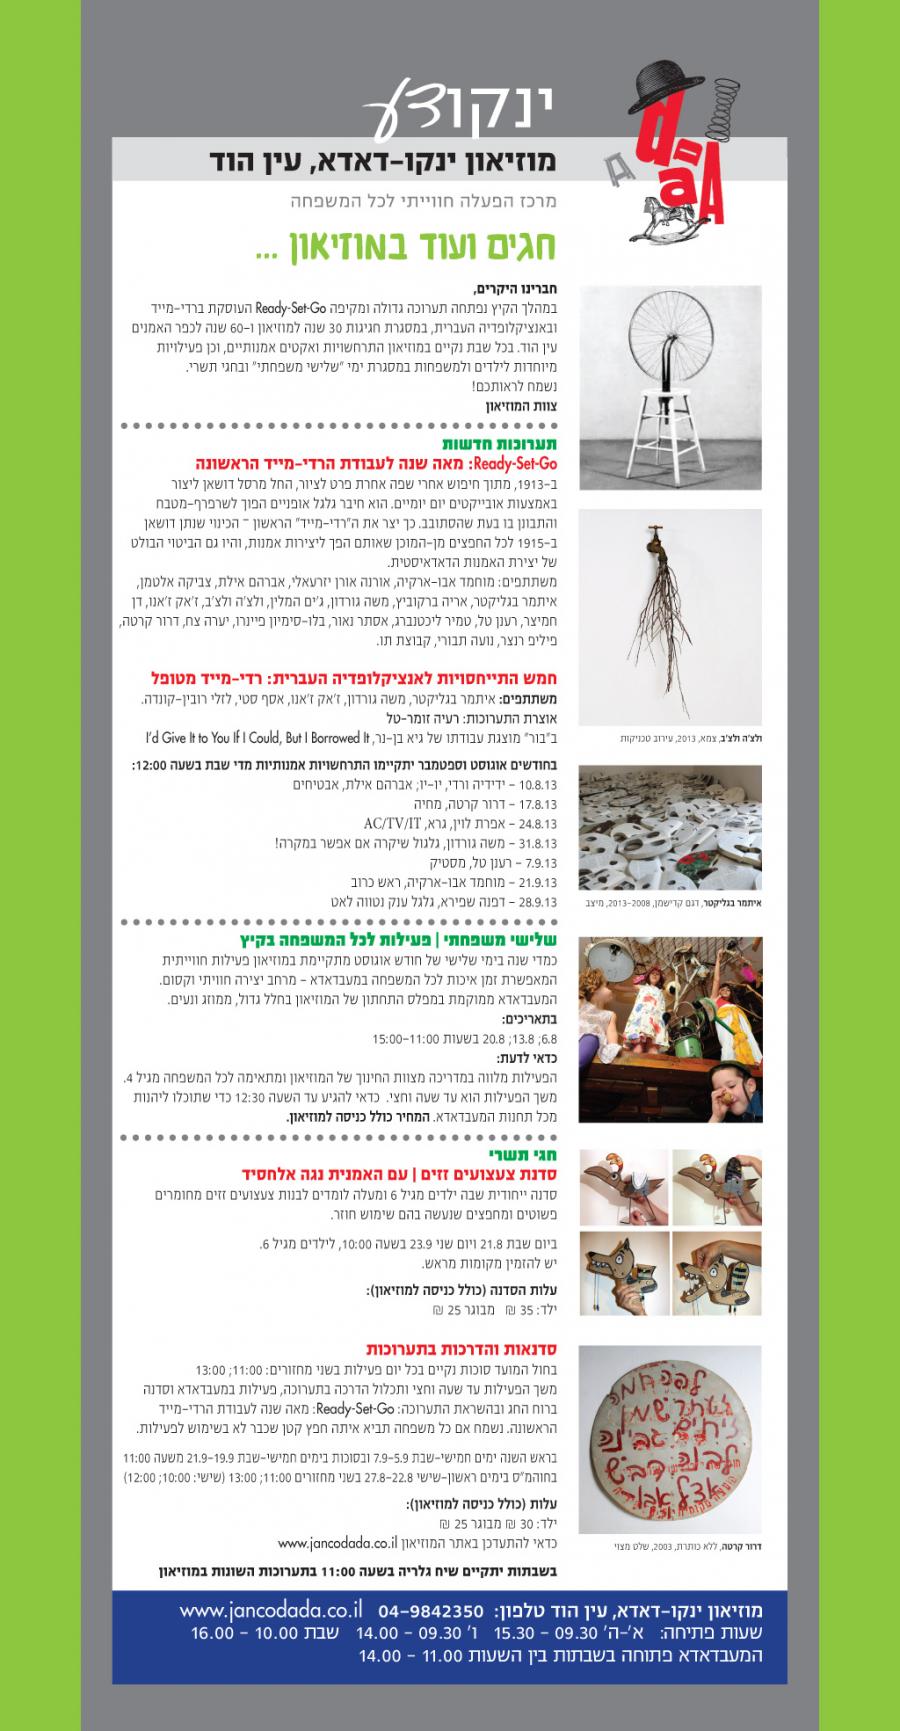 ינקודע
daaA
מוזיאון ינקו-דאדא, עין הוד
מרכז הפעלה חווייתי לכל המשפחה
חגים ועוד במוזיאון ...
חברינו היקרים,
במהלך הקיץ נפתחה תערוכה גדולה ומקיפה Ready-Set-Go העוסקת ברדי-מייד
ובאנציקלופדיה העברית, במסגרת חגיגות 30 שנה למוזיאון ו-60 שנה לכפר האמנים
עין הוד. בכל שבת נקיים במוזיאון התרחשויות ואקטים אמנותיים, וכן פעילויות
מיוחדות לילדים ולמשפחות במסגרת ימי "שלישי משפחתי" ובחגי תשרי.
נשמח לראותכם!
צוות המוזיאון
תערוכות חדשות
Ready-Set-Go: מאה שנה לעבודת הרדי-מייד הראשונה
ב-1913, מתוך חיפוש אחרי שפה אחרת פרט לציור, החל מרסל דושאן ליצור
באמצעות אובייקטים יום יומיים. הוא חיבר גלגל אופניים הפוך לשרפרף-מטבח
והתבונן בו בעת שהסתובב. כך יצר את ה"רדי-מייד" הראשון – הכינוי שנתן דושאן
ב-1915 לכל החפצים מן-המוכן שאותם הפך ליצירות אמנות, והיו גם הביטוי הבולט
של יצירת האמנות הדאדאיסטית.
משתתפים: מוחמד אבו-ארקיה, אורנה אורן יזרעאלי, אברהם אילת, צביקה אלטמן,
איתמר בגליקטר, אריה ברקוביץ, משה גורדון, ג'ים המלין, ולצ'ה ולצ'ב, ז'אק ז'אנו, דן
חמיצר, רענן טל, טמיר ליכטנברג, אסתר נאור, בלו-סימיון פיינרו, יערה צח, דרור קרטה,
פיליפ רנצר, נועה תבורי, קבוצת תו.
חמש התייחסויות לאנציקלופדיה העברית: רדי-מייד מטופל
משתתפים: איתמר בגליקטר, משה גורדון, ז'אק ז'אנו, אסף סטי, לזלי רובין-קונדה.
אוצרת התערוכות: רעיה זומר-טל
ב"בור" מוצגת עבודתו של גיא בן-נר, I'd Give It to You If I Could, But I Borrowed It
ולצ'ה ולצ'ב, צמא, 2013, עירוב טכניקות
בחודשים אוגוסט וספטמבר יתקיימו התרחשויות אמנותיות מדי שבת בשעה 12:00:
10.8.13 - ידידיה ורדי, יו-יו; אברהם אילת, אבטיחים
17.8.13 - דרור קרטה, מחיה
24.8.13 - אפרת לוין, גרא, AC/TV/IT
31.8.13 - משה גורדון, גלגול שיקרה אם אפשר במקרה!
7.9.13 - רענן טל, מסטיק
21.9.13 - מוחמד אבו-ארקיה, ראש כרוב
28.9.13 - דפנה שפירא, גלגל ענק נטווה לאט
איתמר בגליקטר, דגם קדישמן, 2008-2013, מיצב
שלישי משפחתי | פעילות לכל המשפחה בקיץ
כמדי שנה בימי שלישי של חודש אוגוסט מתקיימת במוזיאון פעילות חווייתית
המאפשרת זמן איכות לכל המשפחה במעבדאדא - מרחב יצירה חוויתי וקסום.
המעבדאדא ממוקמת במפלס התחתון של המוזיאון בחלל גדול, ממוזג ונעים.
בתאריכים:
6.8; 13.8; 20.8 בשעות 11:00-15:00
כדאי לדעת:
הפעילות מלווה במדריכה מצוות החינוך של המוזיאון ומתאימה לכל המשפחה מגיל 4.
משך הפעילות הוא עד שעה וחצי. כדאי להגיע עד השעה 12:30 כדי שתוכלו ליהנות
מכל תחנות המעבדאדא. המחיר כולל כניסה למוזיאון.
חגי תשרי
סדנת צעצועים זזים | עם האמנית נגה אלחסיד
סדנה ייחודית שבה ילדים מגיל 6 ומעלה לומדים לבנות צעצועים זזים מחומרים
פשוטים ומחפצים שנעשה בהם שימוש חוזר.
ביום שבת 21.8 ויום שני 23.9 בשעה 10:00, לילדים מגיל 6.
יש להזמין מקומות מראש.
עלות הסדנה (כולל כניסה למוזיאון):
ילד: 35 ₪ מבוגר 25 ₪
סדנאות והדרכות בתערוכות
בחול המועד סוכות נקיים בכל יום פעילות בשני מחזורים: 11:00; 13:00
משך הפעילות עד שעה וחצי ותכלול הדרכה בתערוכה, פעילות במעבדאדא וסדנה
ברוח החג ובהשראת התערוכה: Ready-Set-Go: מאה שנה לעבודת הרדי-מייד
הראשונה. נשמח אם כל משפחה תביא איתה חפץ קטן שכבר לא בשימוש לפעילות.
בראש השנה ימים חמישי-שבת 5.9-7.9 ובסוכות בימים חמישי-שבת 19.9-21.9 משעה 11:00
בחוהמ"ס בימים ראשון-שישי 22.8-27.8 בשני מחזורים 11:00; 13:00 (שישי: 10:00; 12:00)
עלות (כולל כניסה למוזיאון):
ילד: 30 ₪ מבוגר 25 ₪
כדאי להתעדכן באתר המוזיאון www.jancodada.co.il
דרור קרטה, ללא כותרת, 2003, שלט מצוי
בשבתות יתקיים שיח גלריה בשעה 11:00 בתערוכות השונות במוזיאון
מוזיאון ינקו-דאדא, עין הוד טלפון: 04-9842350 www.jancodada.co.il
שעות פתיחה: א'-ה' 09.30 - 15.30 ו' 09.30 - 14.00 שבת 10.00 - 16.00
המעבדאדא פתוחה בשבתות בין השעות 11.00 - 14.00